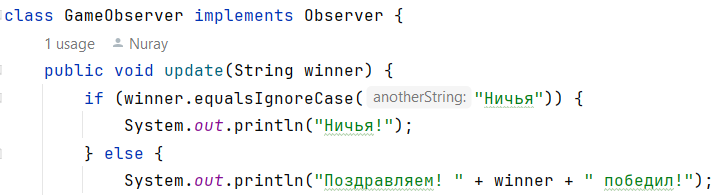 class GameObserver implements Observer {
1 usage Nuray
public void update(String winner) {
if (winner.equalsIgnoreCase( anotherString: "Ничья")) {
System.out.println("Ничья!");
} else {
System.out.println("Поздравляем! " + winner + " победил!");